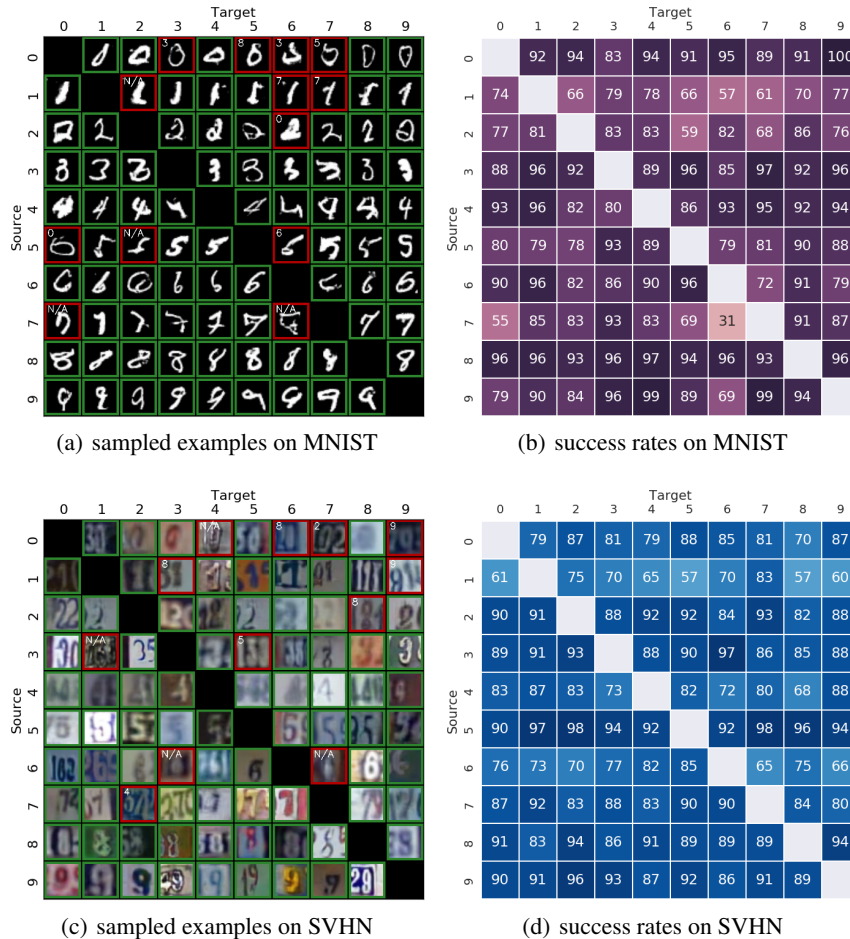 Target
0 1 2 3 4 5 6 7 8 9
Source
0 3 8 3 5
1 N/A 7 7
2 0
3
4
5 0 N/A 6
6
7 N/A N/A
8
9
(a) sampled examples on MNIST
Target
0 1 2 3 4 5 6 7 8 9
Source
0 92 94 83 94 91 95 89 91 100
1 74 66 79 78 66 57 61 70 77
2 77 81 83 83 59 82 68 86 76
3 88 96 92 89 96 85 97 92 96
4 93 96 82 80 86 93 95 92 94
5 80 79 78 93 89 79 81 90 88
6 90 96 82 86 90 96 72 91 79
7 55 85 83 93 83 69 31 91 87
8 96 96 93 96 97 94 96 93 96
9 79 90 84 96 99 89 69 99 94
(b) success rates on MNIST
Target
0 1 2 3 4 5 6 7 8 9
Source
0 N/A 8 2 9
1 8 9
2 8
3 N/A 5
4
5
6 N/A N/A
7 4
8
9
(c) sampled examples on SVHN
Target
0 1 2 3 4 5 6 7 8 9
Source
0 79 87 81 79 88 85 81 70 87
1 61 75 70 65 57 70 83 57 60
2 90 91 88 92 92 84 93 82 88
3 89 91 93 88 90 97 86 85 88
4 83 87 83 73 82 72 80 68 88
5 90 97 98 94 92 92 98 96 94
6 76 73 70 77 82 85 65 75 66
7 87 92 83 88 83 90 90 84 80
8 91 83 94 86 91 89 89 89 94
9 90 91 96 93 87 92 86 91 89
(d) success rates on SVHN